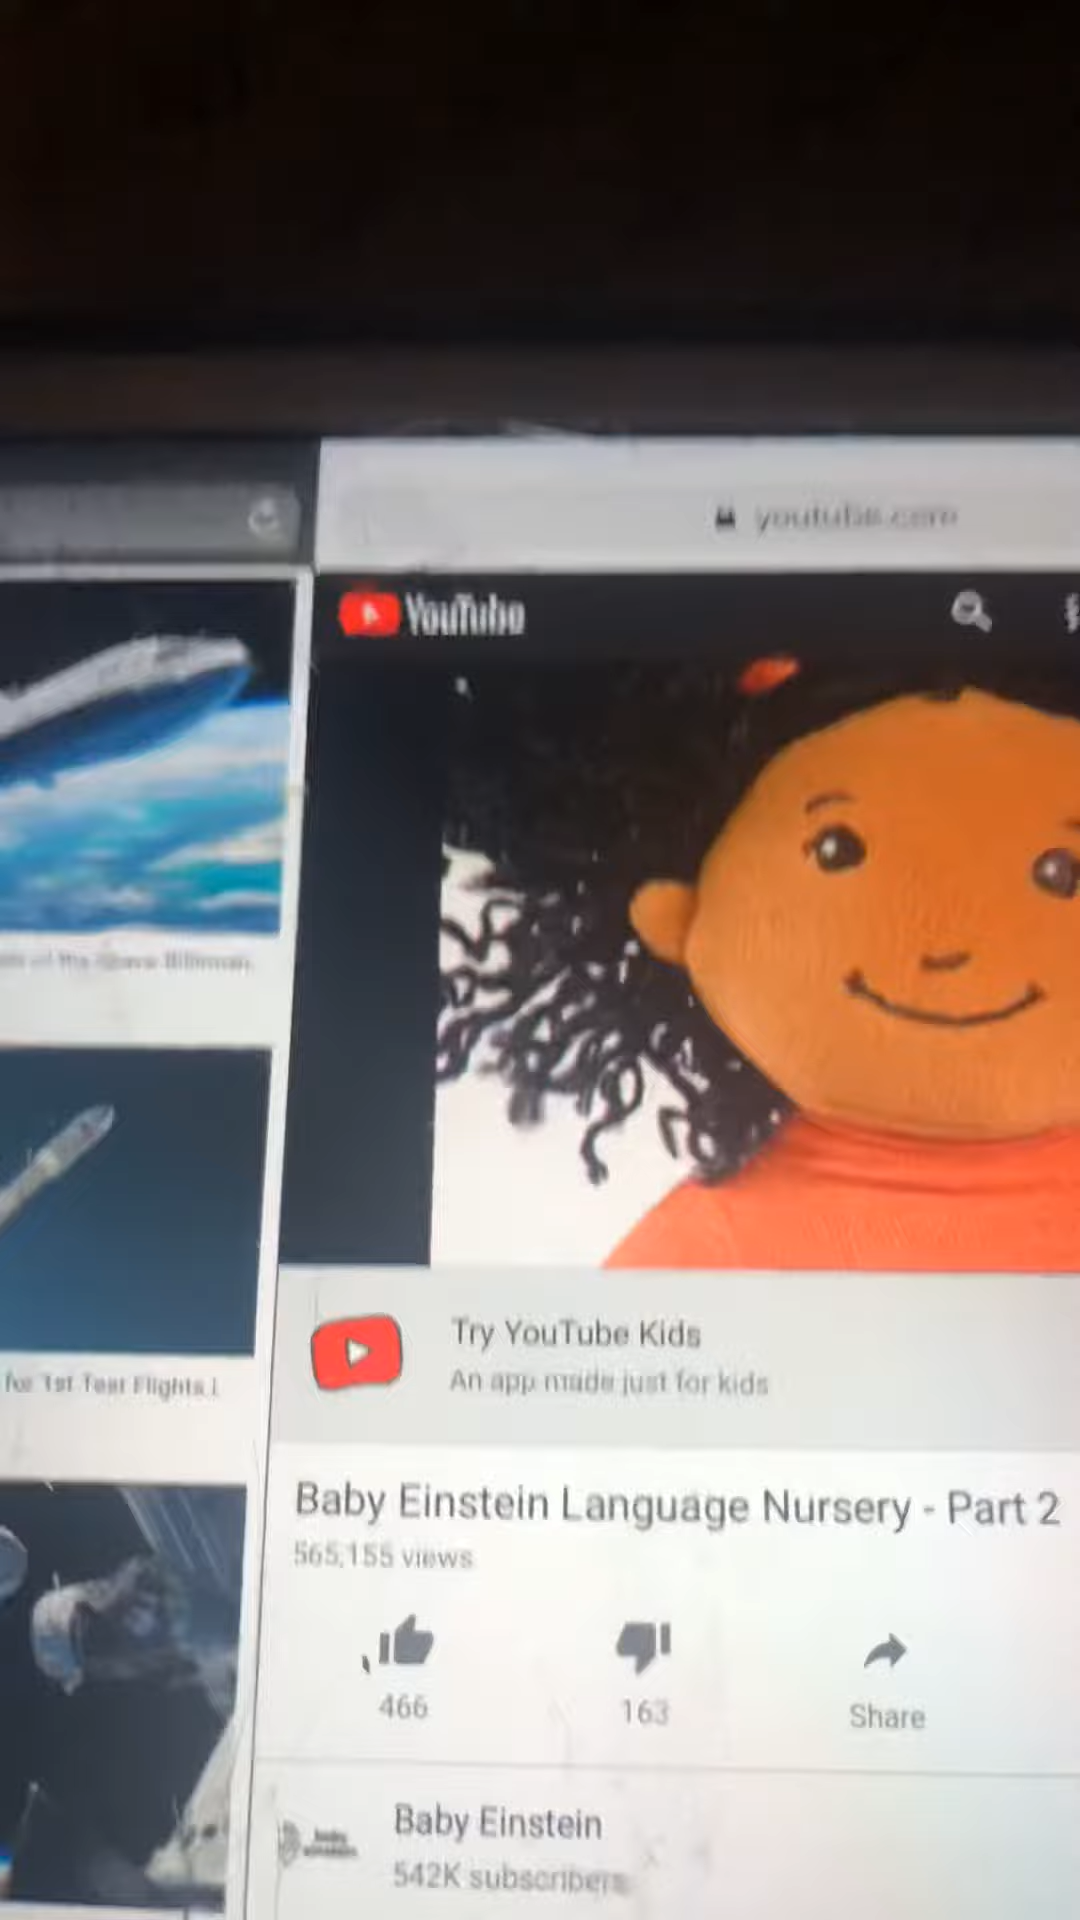 youtube.com
YouTube
for 1st Test Flights
Try YouTube Kids
An app made just for kids
Baby Einstein Language Nursery - Part 2
565,155 views
466
163
Share
Baby Einstein
542K subscribers